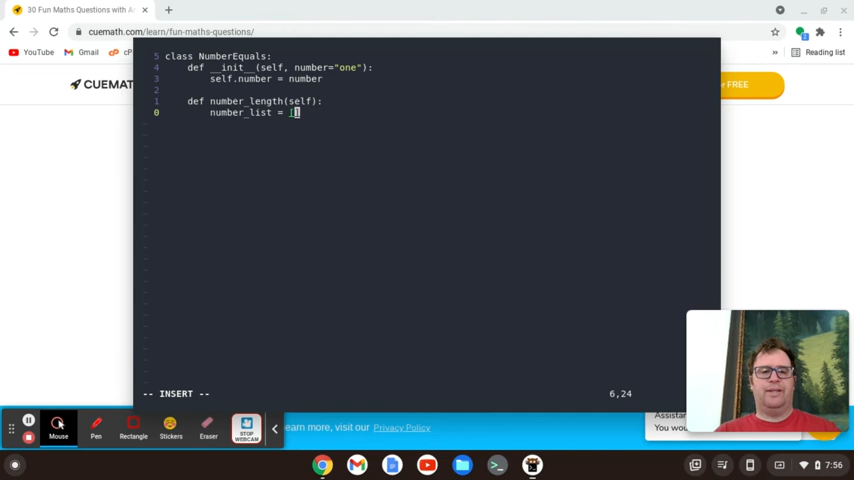 30 Fun Maths Questions with A
cuemath.com/learn/fun-maths-questions/
YouTube
Gmail
cP
»
Reading list
CUEMATH
FREE
5 class NumberEquals:
4 def __init__(self, number="one"):
3 self.number = number
2
1 def number_length(self):
0 number_list = []
-- INSERT --
6,24
Mouse
Pen
Rectangle
Stickers
Eraser
STOP WEBCAM
earn more, visit our Privacy Policy
Assistan
You wou
7:56